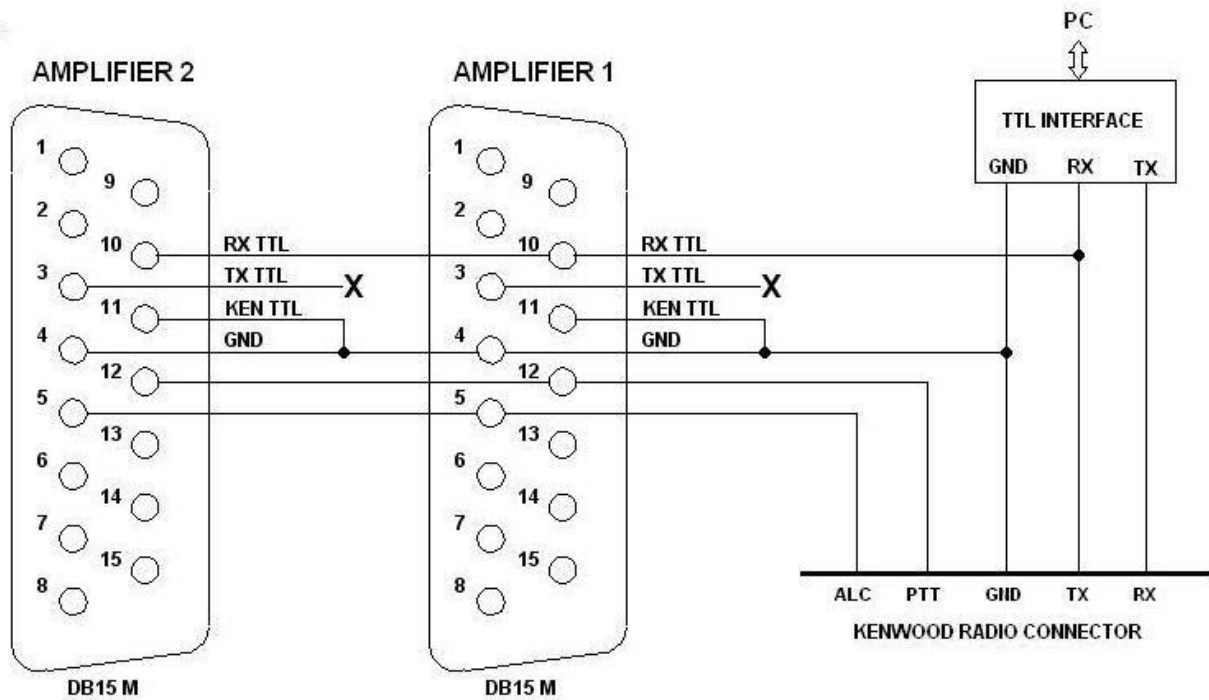 PC
AMPLIFIER 2
AMPLIFIER 1
TTL INTERFACE
GND RX TX
1
9
2
10
3
11
4
12
5
13
6
14
7
15
8
RX TTL
TX TTL
X
KEN TTL
GND
DB15 M
1
9
2
10
3
11
4
12
5
13
6
14
7
15
8
RX TTL
TX TTL
X
KEN TTL
GND
DB15 M
ALC PTT GND TX RX
KENWOOD RADIO CONNECTOR